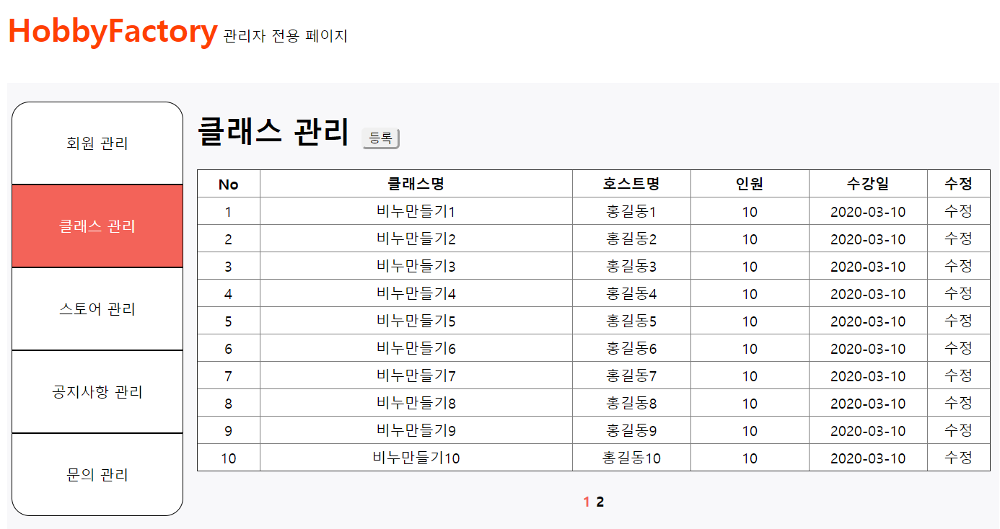 HobbyFactory 관리자 전용 페이지
회원 관리
클래스 관리
스토어 관리
공지사항 관리
문의 관리
클래스 관리 등록
No 클래스명 호스트명 인원 수강일 수정
1 비누만들기1 홍길동1 10 2020-03-10 수정
2 비누만들기2 홍길동2 10 2020-03-10 수정
3 비누만들기3 홍길동3 10 2020-03-10 수정
4 비누만들기4 홍길동4 10 2020-03-10 수정
5 비누만들기5 홍길동5 10 2020-03-10 수정
6 비누만들기6 홍길동6 10 2020-03-10 수정
7 비누만들기7 홍길동7 10 2020-03-10 수정
8 비누만들기8 홍길동8 10 2020-03-10 수정
9 비누만들기9 홍길동9 10 2020-03-10 수정
10 비누만들기10 홍길동10 10 2020-03-10 수정
1 2